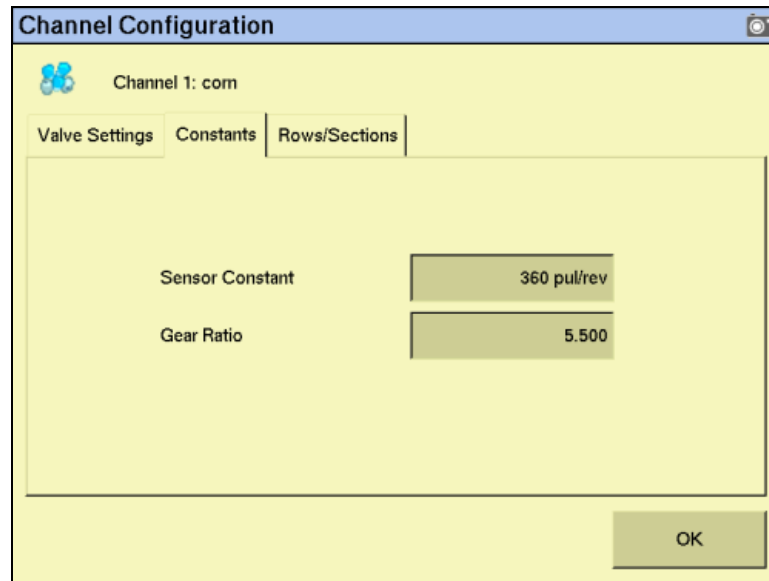 Channel Configuration
Channel 1: corn
Valve Settings Constants Rows/Sections
Sensor Constant 360 pul/rev
Gear Ratio 5.500
OK